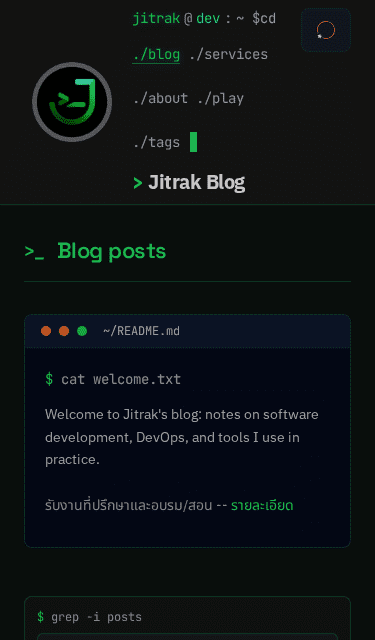 jitrak@dev:~ $cd
./blog ./services
./about ./play
./tags
> Jitrak Blog
>_ Blog posts
~/README.md
$ cat welcome.txt
Welcome to Jitrak's blog: notes on software
development, DevOps, and tools I use in
practice.
รับงานที่ปรึกษาและอบรม/สอน -- รายละเอียด
$ grep -i posts